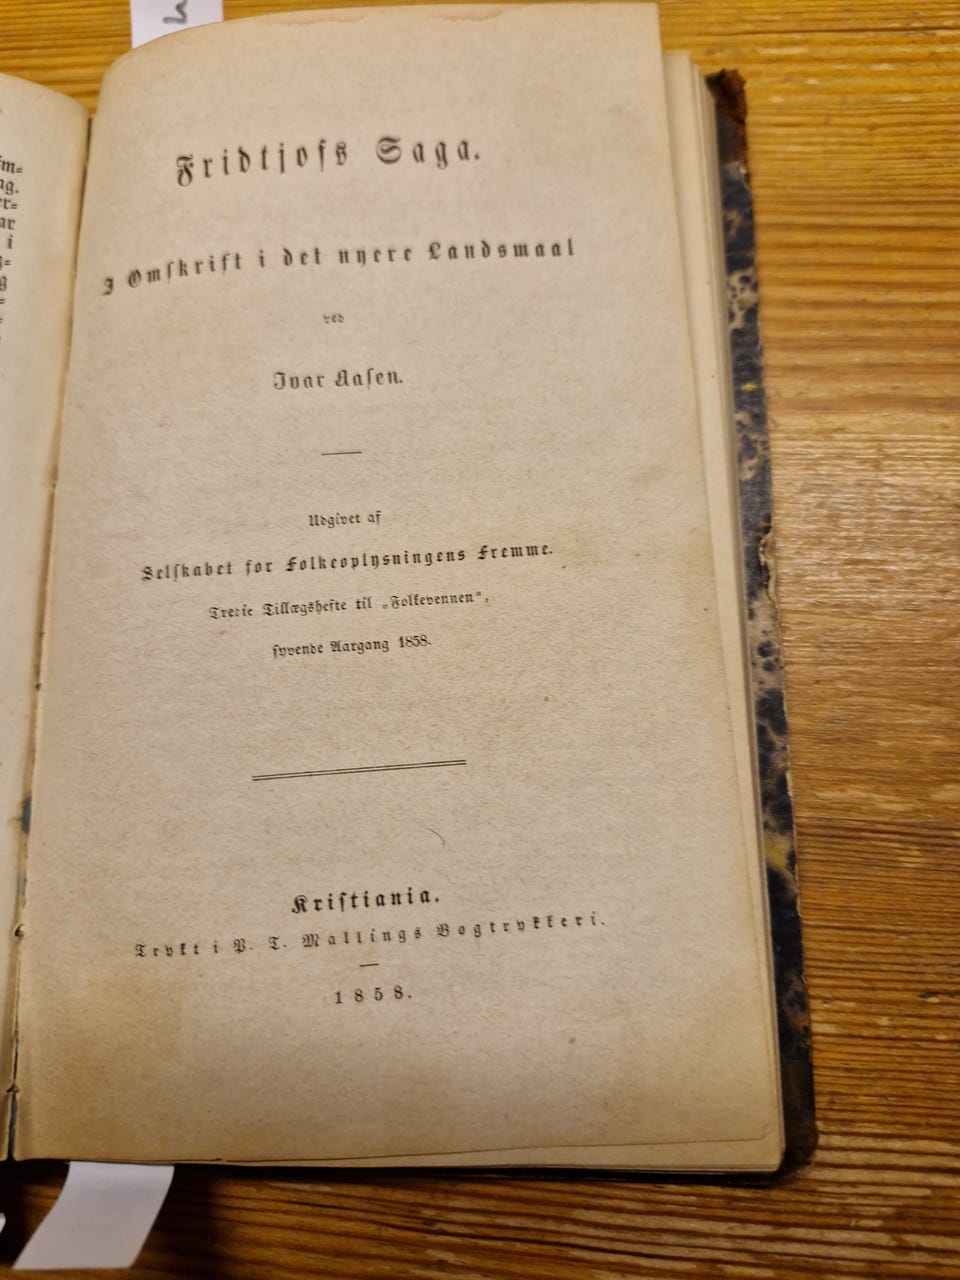 Fridtjofs Saga.
I Omskrift i det nyere Landsmaal
ved
Ivar Aasen.
Udgivet af
Selskabet for Folkeoplysningens Fremme.
Tredie Tillægshefte til „Folkevennen",
syvende Aargang 1858.
Kristiania.
Trykt i P. T. Mallings Bogtrykkeri.
1858.